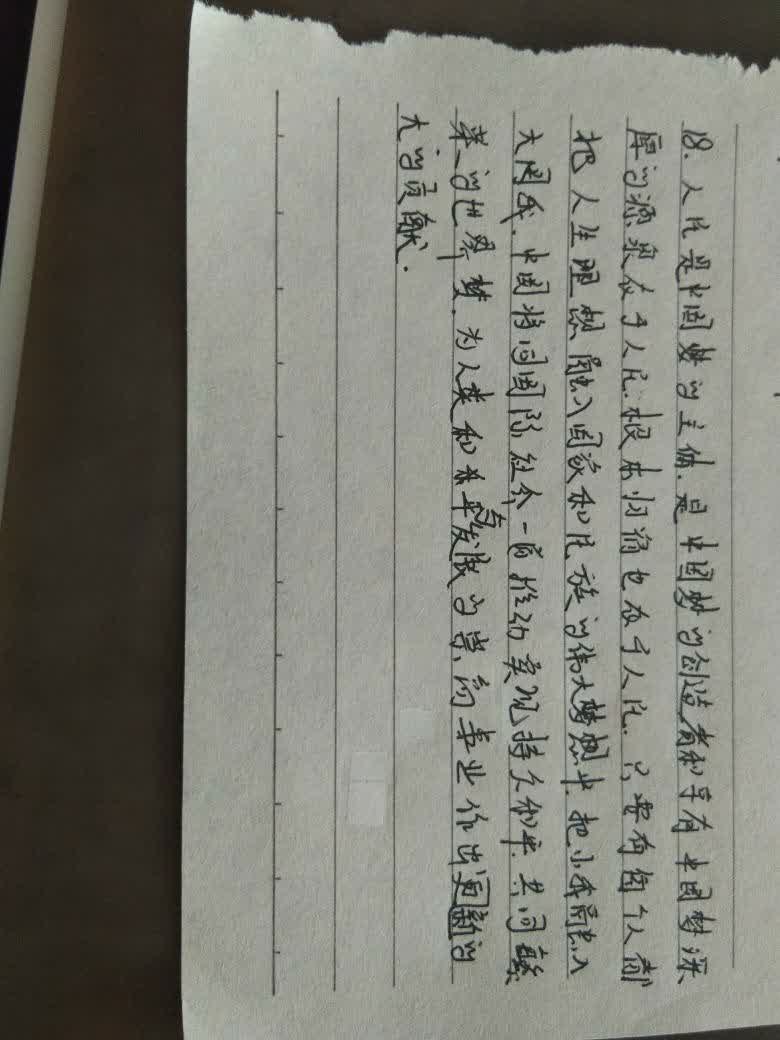 18.人民是中国梦的主体.是中国梦的创造者和享有中国梦深
厚的源泉在于人民.根本归宿也在于人民.只要有每个人都
把人生理想融入国家和民族的伟大梦想中.把小我融入
大国我.中国将同国际社会一育推动实现持久和平.共同繁
荣的世界梦.为人类和平与发展的崇高事业作出更新的
大的贡献.